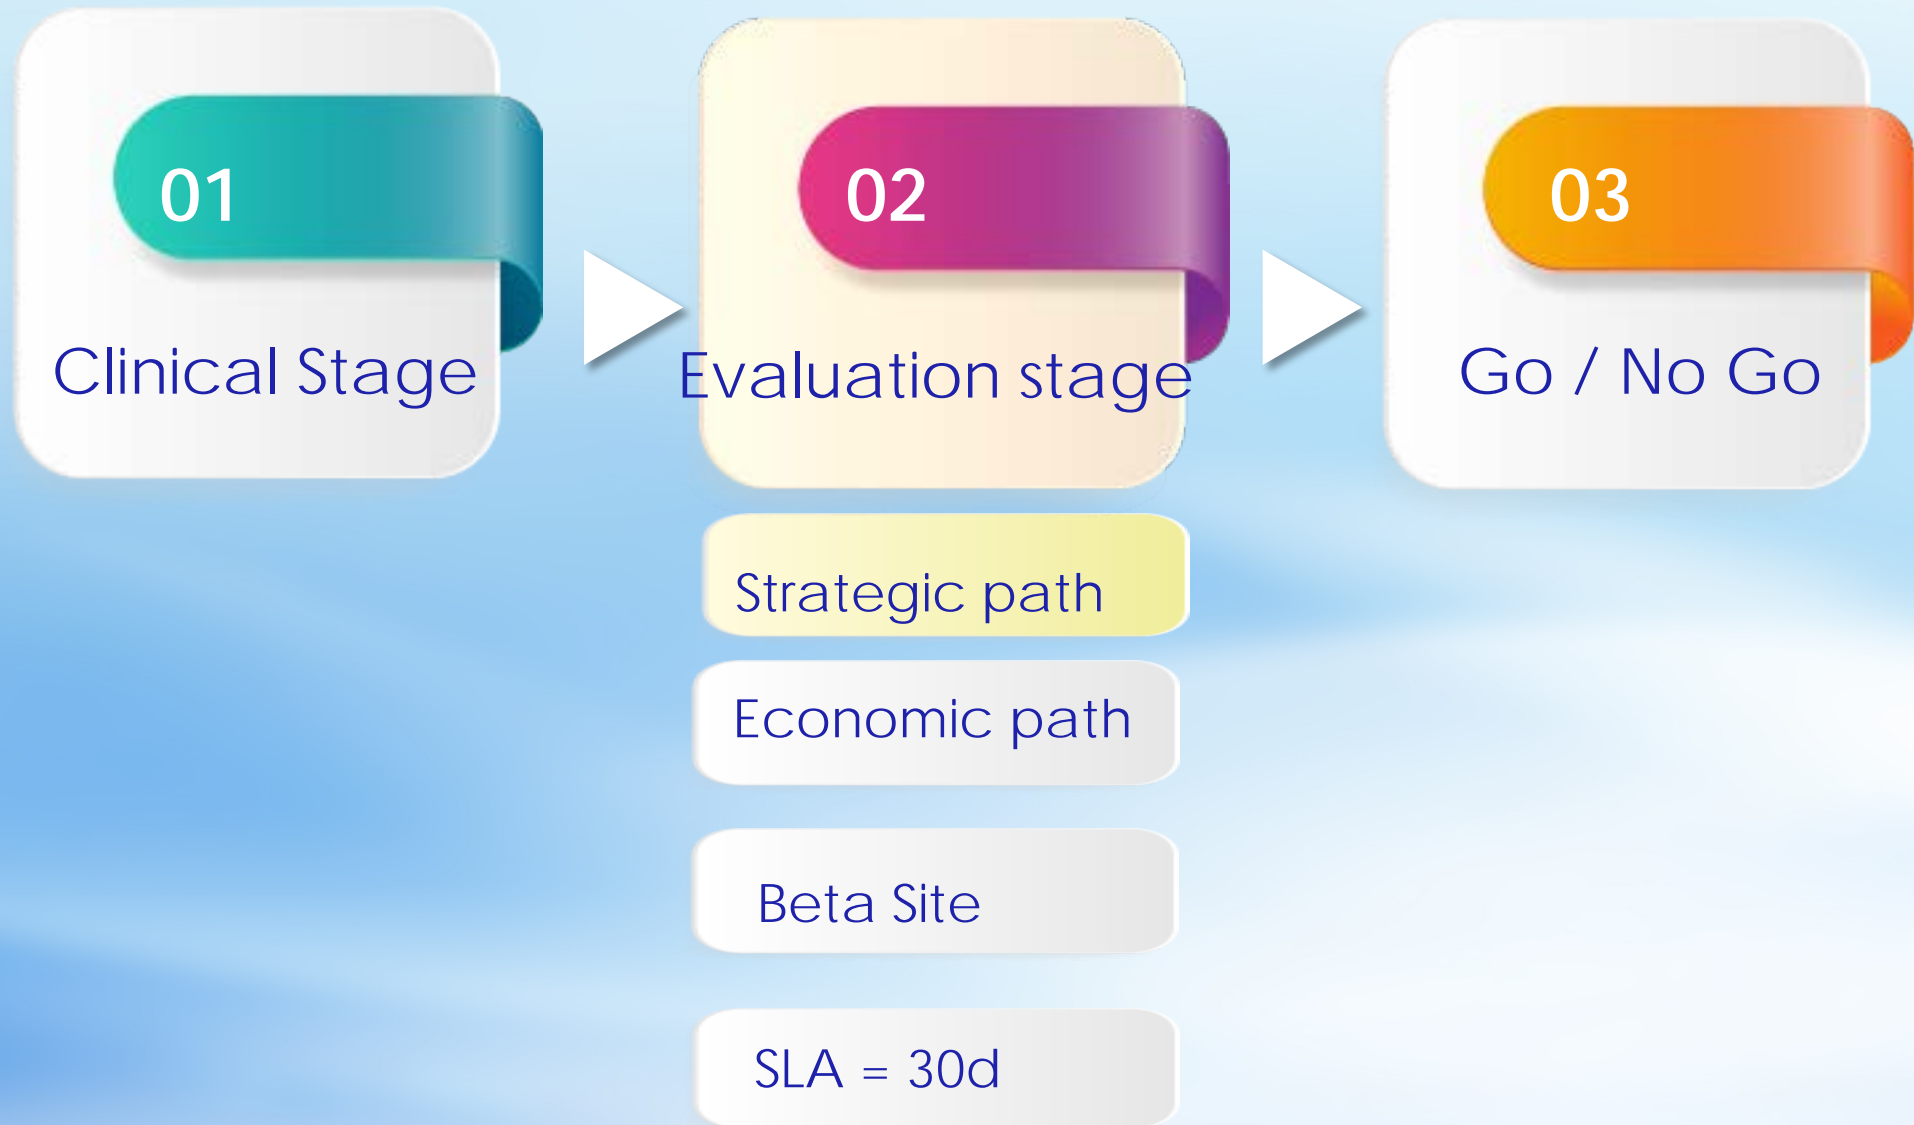 01
Clinical Stage
02
Evaluation stage
03
Go / No Go
Strategic path
Economic path
Beta Site
SLA = 30d